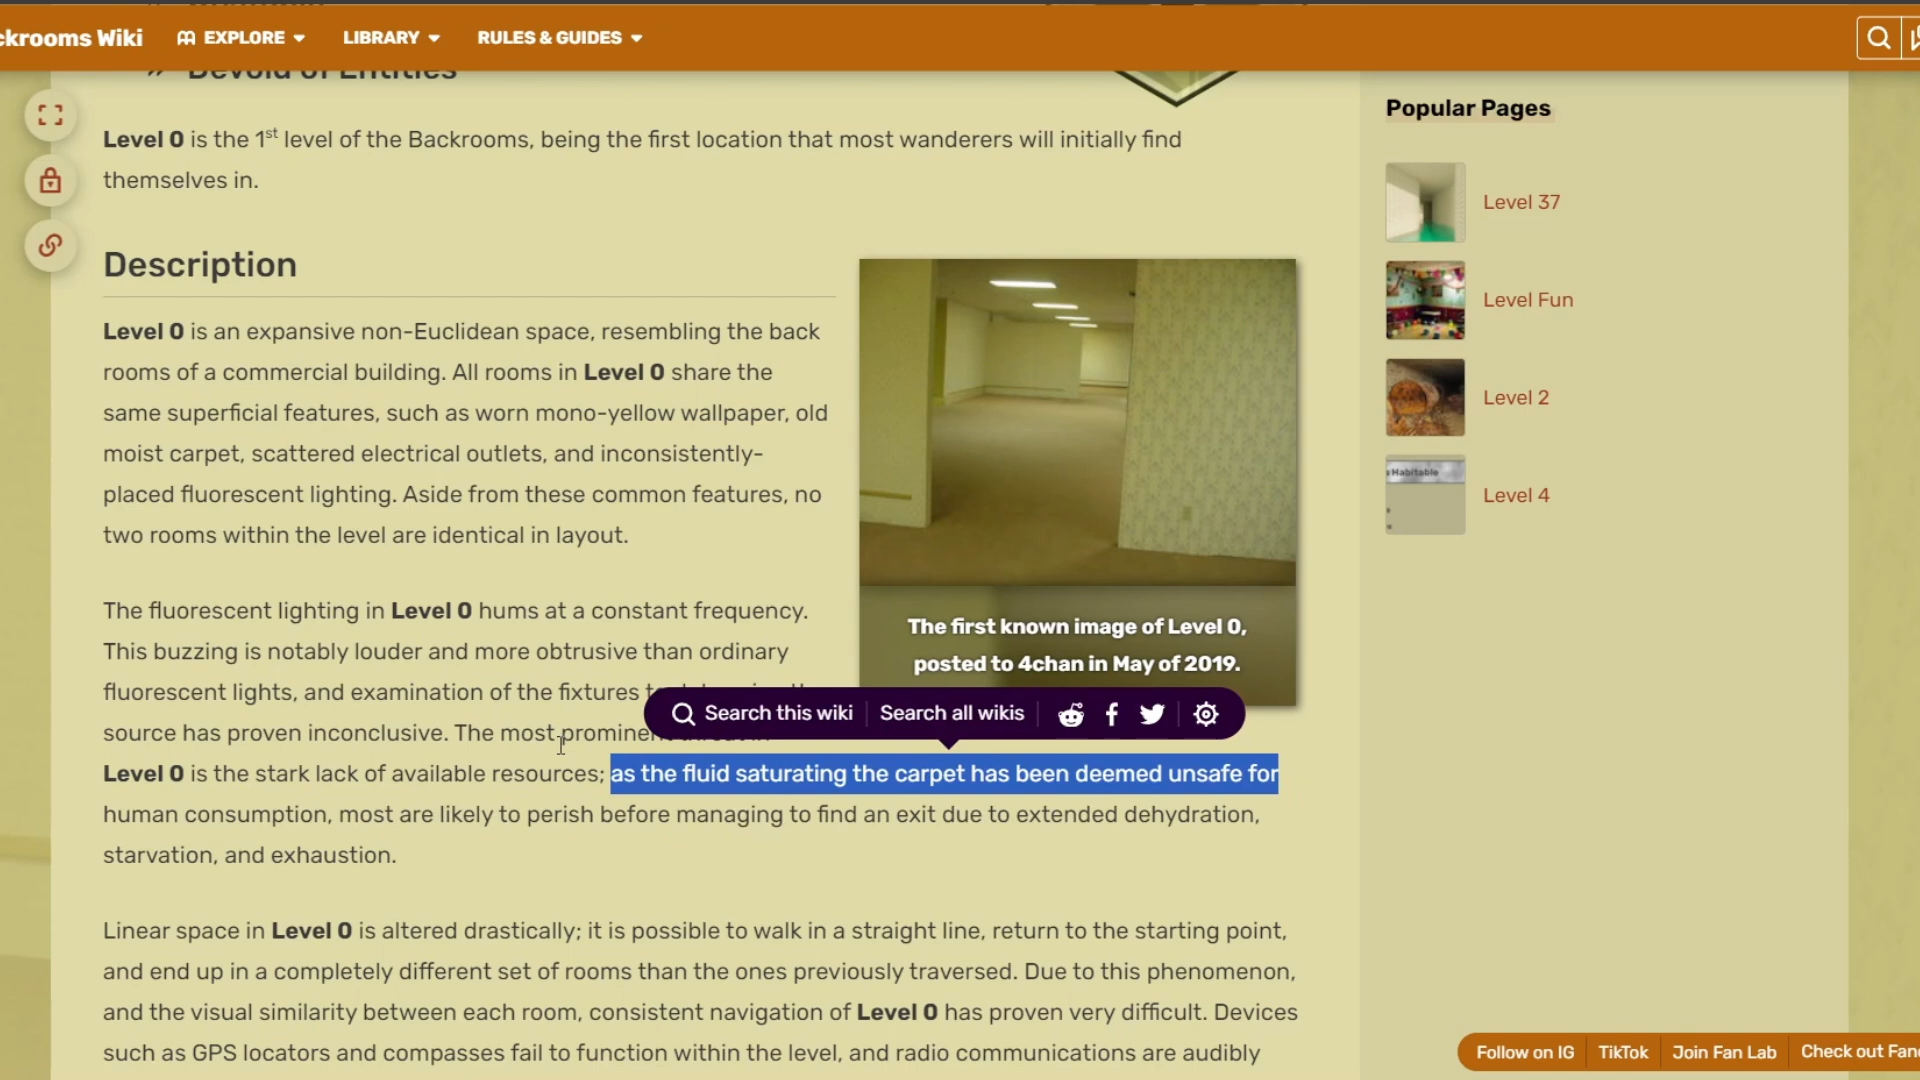 ckrooms Wiki EXPLORE LIBRARY RULES & GUIDES
Devoid of Entities
Level 0 is the 1st level of the Backrooms, being the first location that most wanderers will initially find
themselves in.
Description
Level 0 is an expansive non-Euclidean space, resembling the back
rooms of a commercial building. All rooms in Level 0 share the
same superficial features, such as worn mono-yellow wallpaper, old
moist carpet, scattered electrical outlets, and inconsistently-
placed fluorescent lighting. Aside from these common features, no
two rooms within the level are identical in layout.
The fluorescent lighting in Level 0 hums at a constant frequency.
This buzzing is notably louder and more obtrusive than ordinary
fluorescent lights, and examination of the fixtures
source has proven inconclusive. The most prominent
Level 0 is the stark lack of available resources; as the fluid saturating the carpet has been deemed unsafe for
human consumption, most are likely to perish before managing to find an exit due to extended dehydration,
starvation, and exhaustion.
Linear space in Level 0 is altered drastically; it is possible to walk in a straight line, return to the starting point,
and end up in a completely different set of rooms than the ones previously traversed. Due to this phenomenon,
and the visual similarity between each room, consistent navigation of Level 0 has proven very difficult. Devices
such as GPS locators and compasses fail to function within the level, and radio communications are audibly
The first known image of Level 0,
posted to 4chan in May of 2019.
Search this wiki Search all wikis
Popular Pages
Level 37
Level Fun
Level 2
Habitable
Level 4
Follow on IG TikTok Join Fan Lab Check out Fan